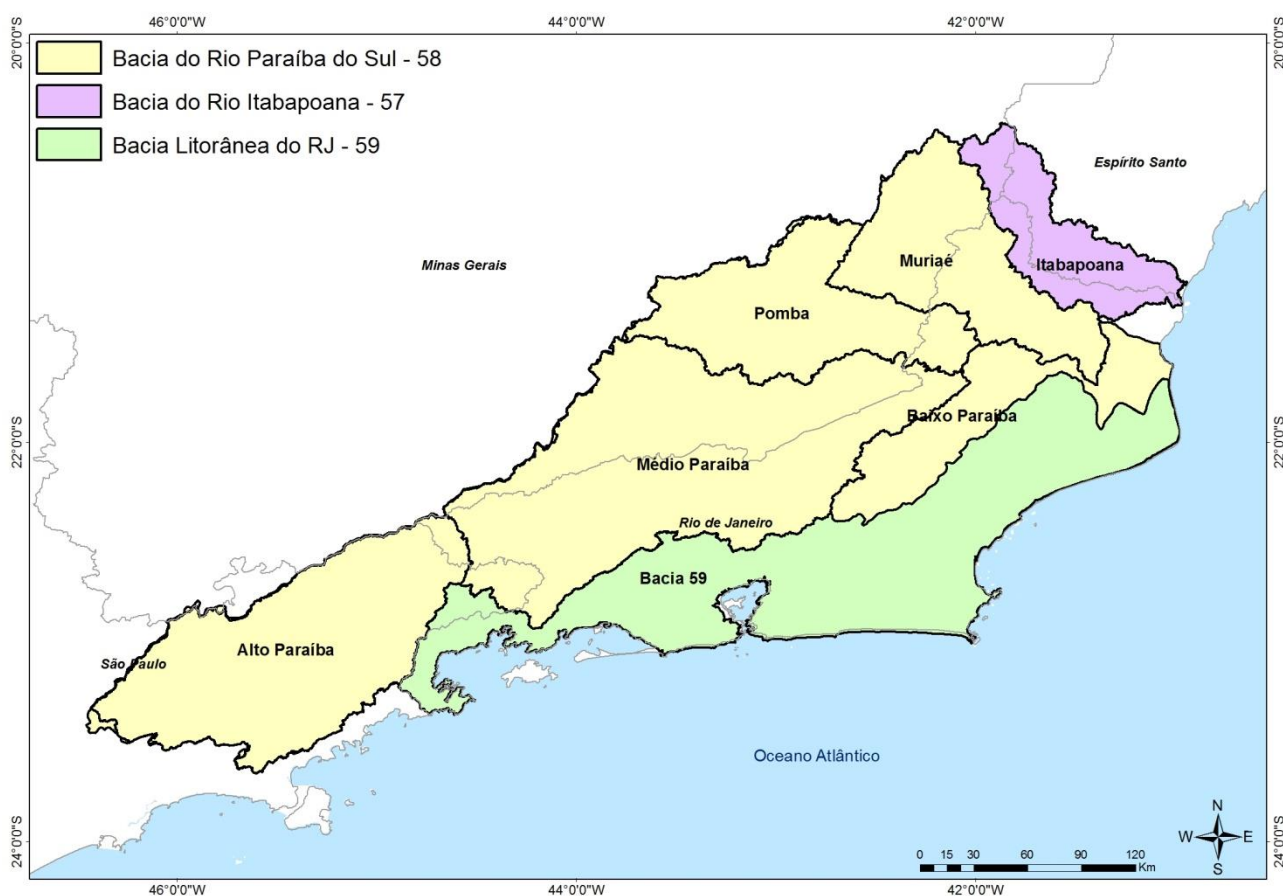 46°0'0"W
44°0'0"W
42°0'0"W
20°0'0"S
20°0'0"S
Bacia do Rio Paraíba do Sul - 58
Bacia do Rio Itabapoana - 57
Bacia Litorânea do RJ - 59
Espírito Santo
Minas Gerais
Muriaé
Itabapoana
Pomba
Baixo Paraíba
22°0'0"S
22°0'0"S
Médio Paraíba
Rio de Janeiro
Bacia 59
Alto Paraíba
São Paulo
Oceano Atlântico
N
W
E
S
0 15 30 60 90 120
Km
24°0'0"S
24°0'0"S
46°0'0"W
44°0'0"W
42°0'0"W